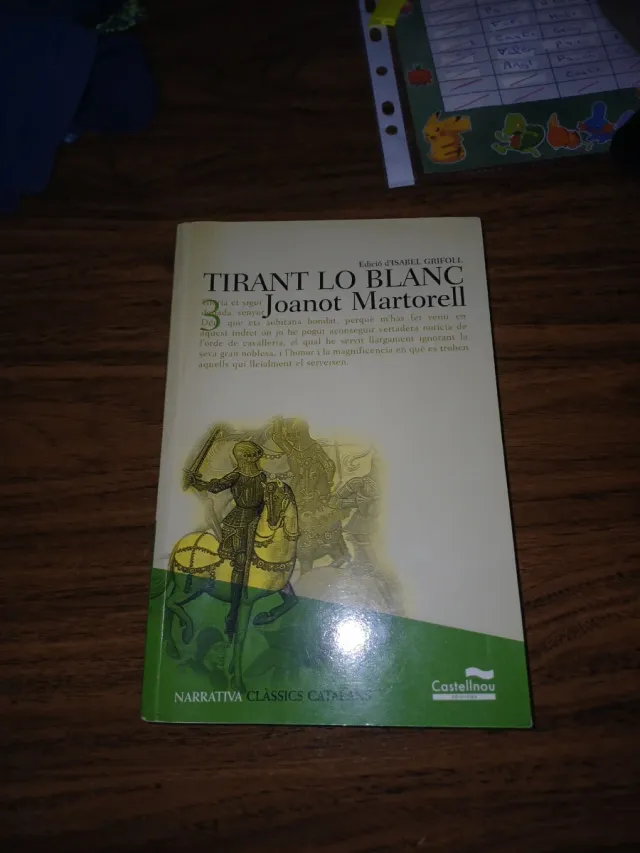 Edició d'ISABEL GRIFOLL
TIRANT LO BLANC
Joanot Martorell
3
Déu, que ets sobirana bondat, perquè m'has fet venir en
aquest indret on jo he pogut aconseguir vertadera notícia de
l'orde de cavalleria, el qual he servit llargament ignorant la
seva gran noblesa, i l'honor i la magnificència en què es troben
aquells qui lleialment el serveixen.
NARRATIVA CLÀSSICS CATALANS
Castellnou